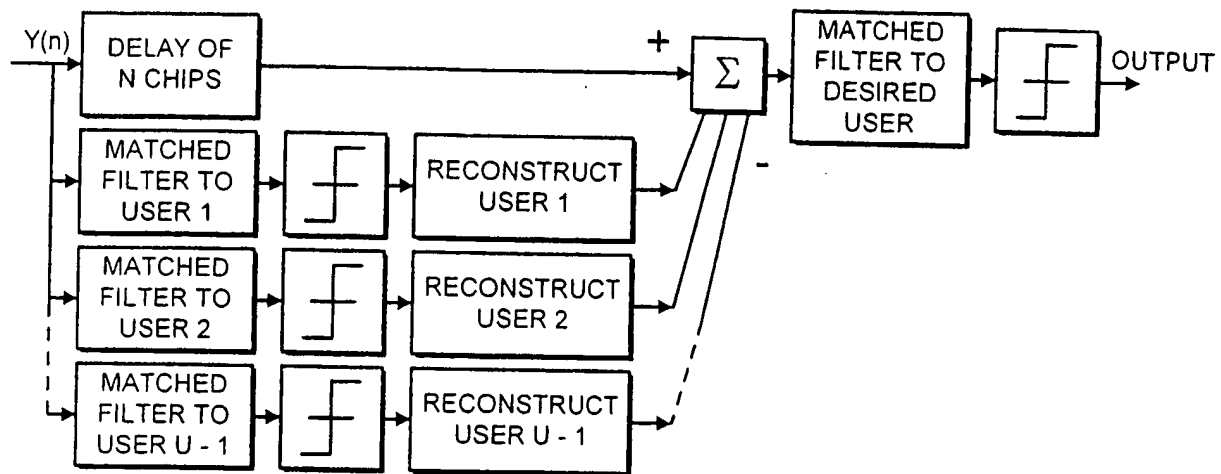 Y(n)
DELAY OF
N CHIPS
+
Σ
MATCHED
FILTER TO
DESIRED
USER
OUTPUT
-
MATCHED
FILTER TO
USER 1
RECONSTRUCT
USER 1
MATCHED
FILTER TO
USER 2
RECONSTRUCT
USER 2
MATCHED
FILTER TO
USER U - 1
RECONSTRUCT
USER U - 1